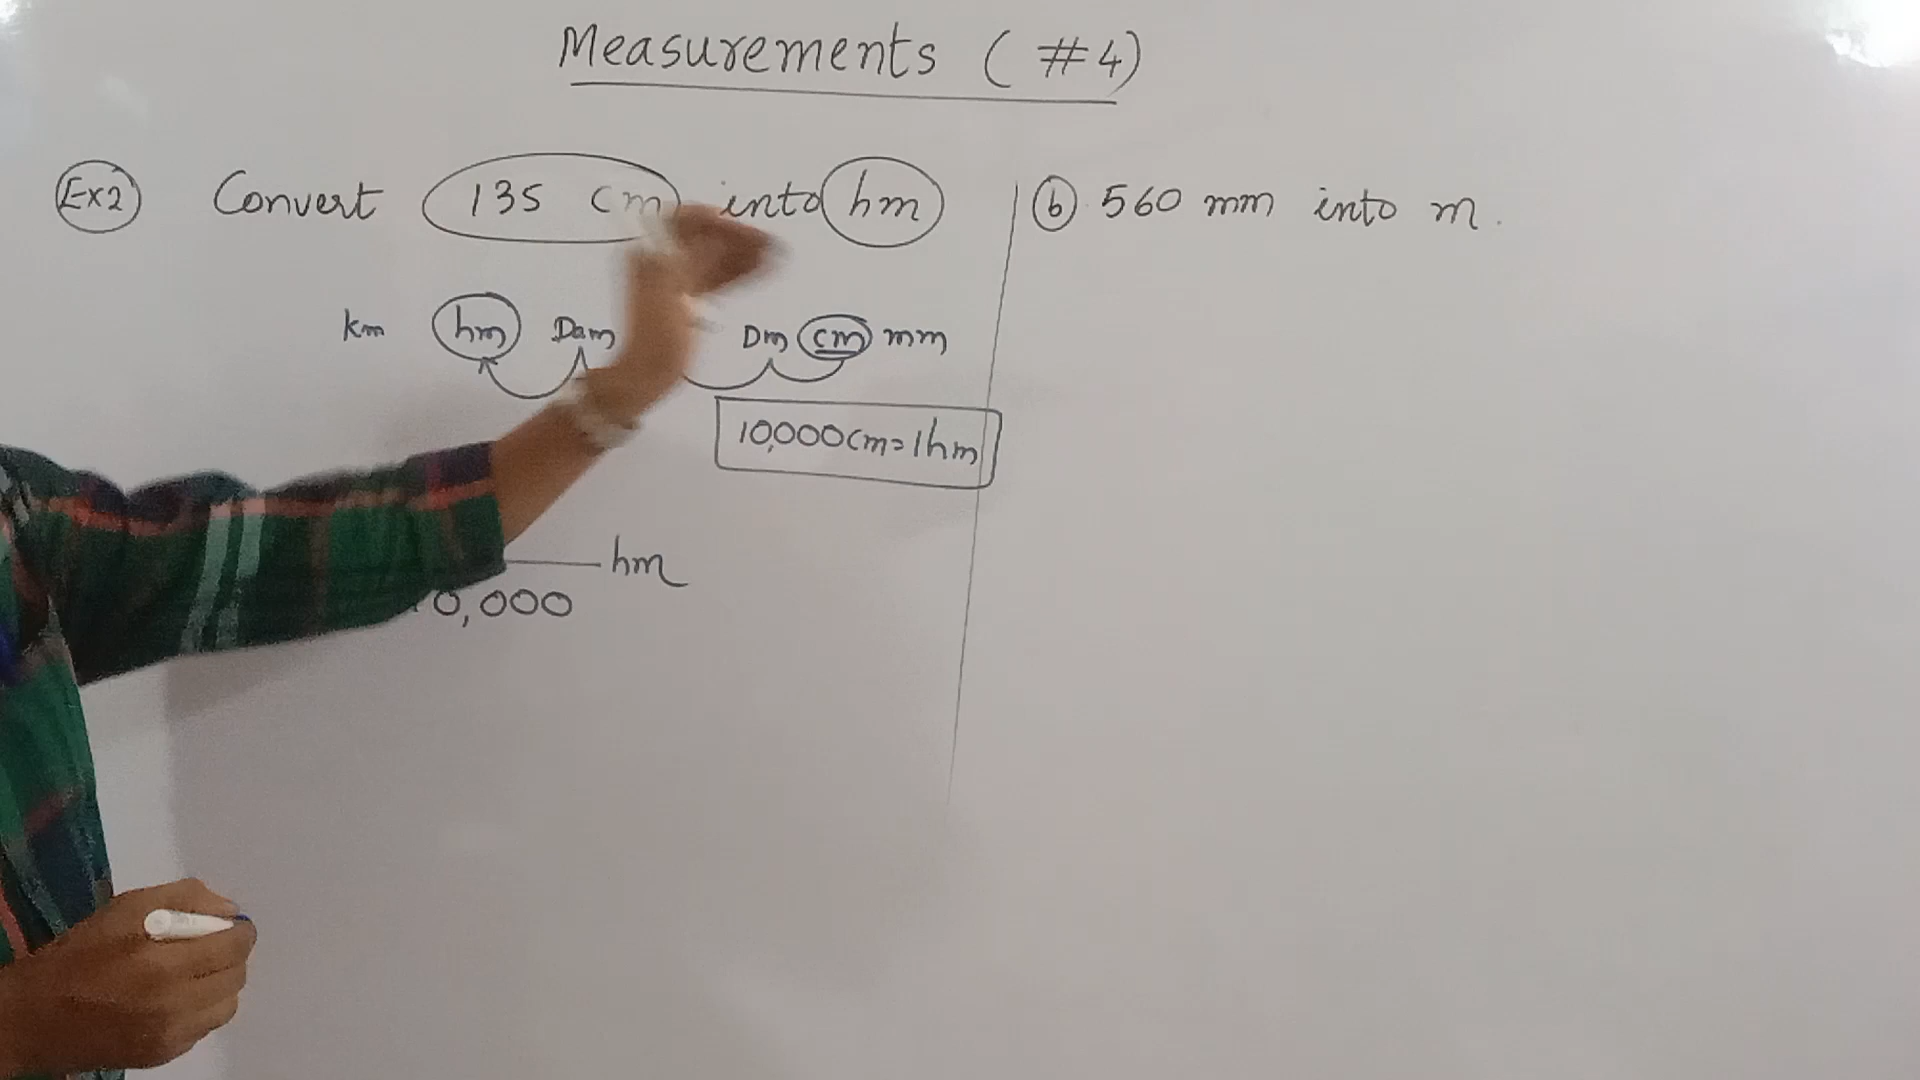 Measurements (#4)
Ex2 Convert 135 cm into hm
km hm Dam Dm cm mm
10,000cm=1hm
hm
0,000
b 560 mm into m.